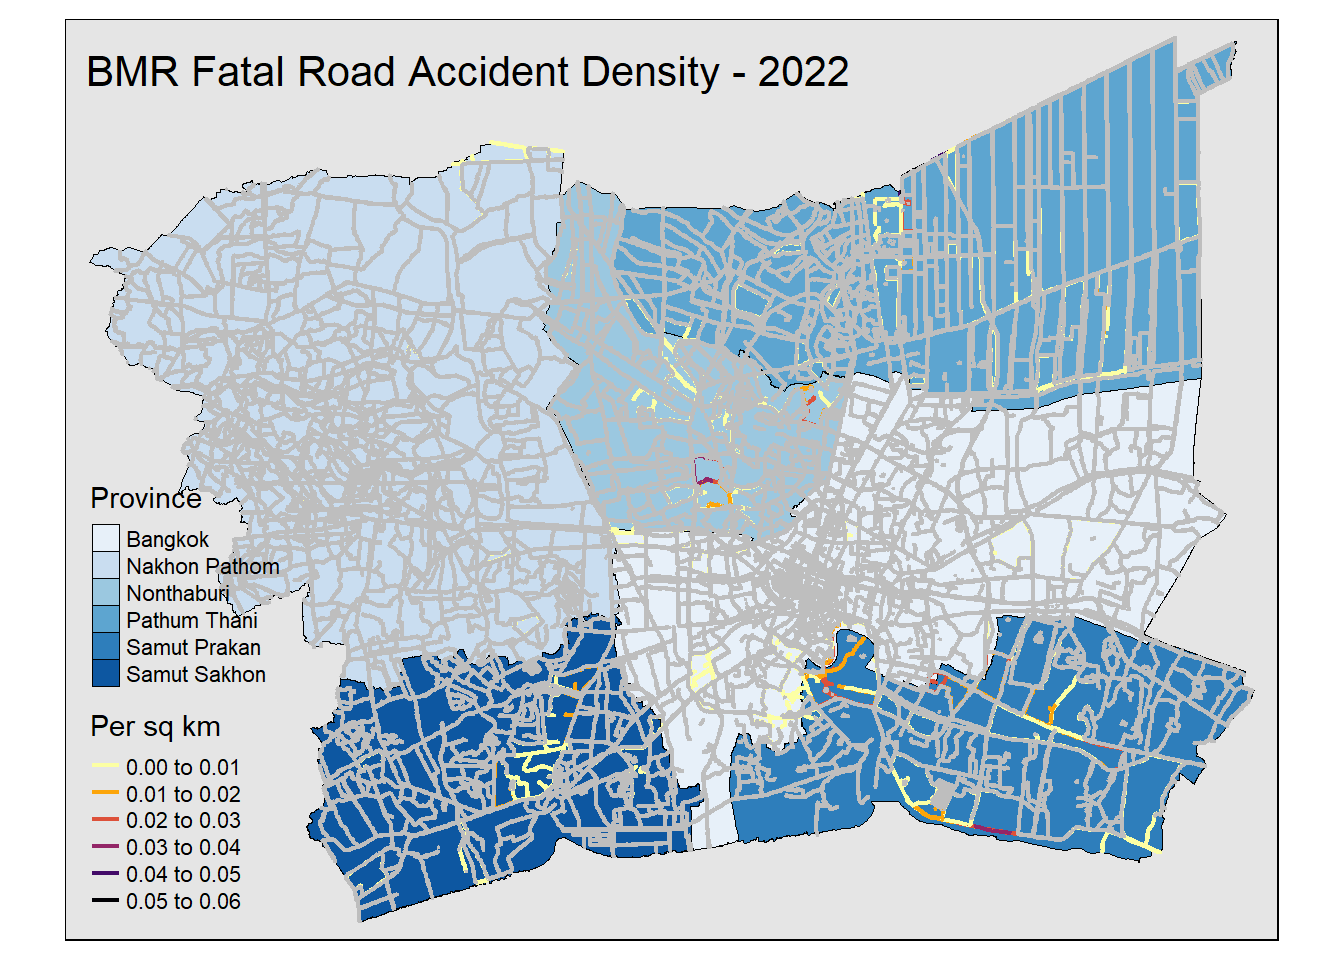 BMR Fatal Road Accident Density - 2022
Province
Bangkok
Nakhon Pathom
Nonthaburi
Pathum Thani
Samut Prakan
Samut Sakhon
Per sq km
0.00 to 0.01
0.01 to 0.02
0.02 to 0.03
0.03 to 0.04
0.04 to 0.05
0.05 to 0.06